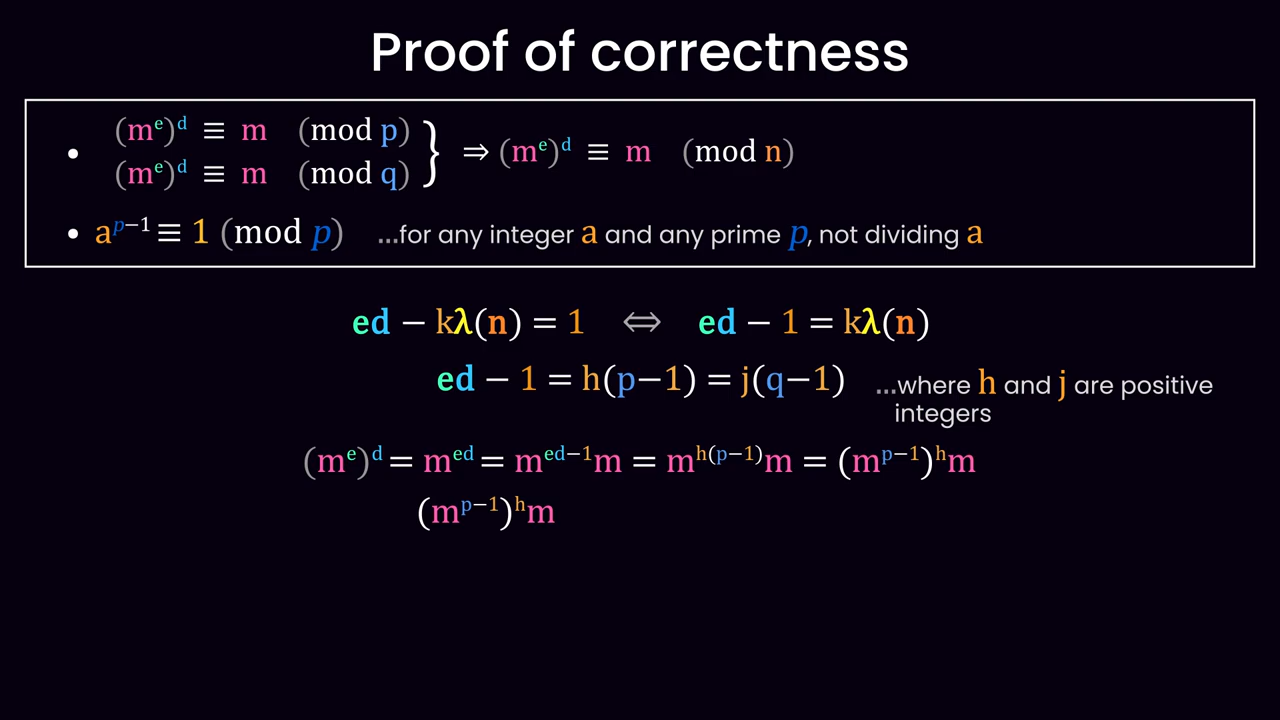 Proof of correctness
• (mᵉ)ᵈ ≡ m (mod p)
(mᵉ)ᵈ ≡ m (mod q) } ⇒ (mᵉ)ᵈ ≡ m (mod n)
• aᵖ⁻¹ ≡ 1 (mod p) ...for any integer a and any prime p, not dividing a
ed − kλ(n) = 1 ⇔ ed − 1 = kλ(n)
ed − 1 = h(p−1) = j(q−1) ...where h and j are positive
integers
(mᵉ)ᵈ = mᵉᵈ = mᵉᵈ⁻¹m = mʰ⁽ᵖ⁻¹⁾m = (mᵖ⁻¹)ʰm
(mᵖ⁻¹)ʰm